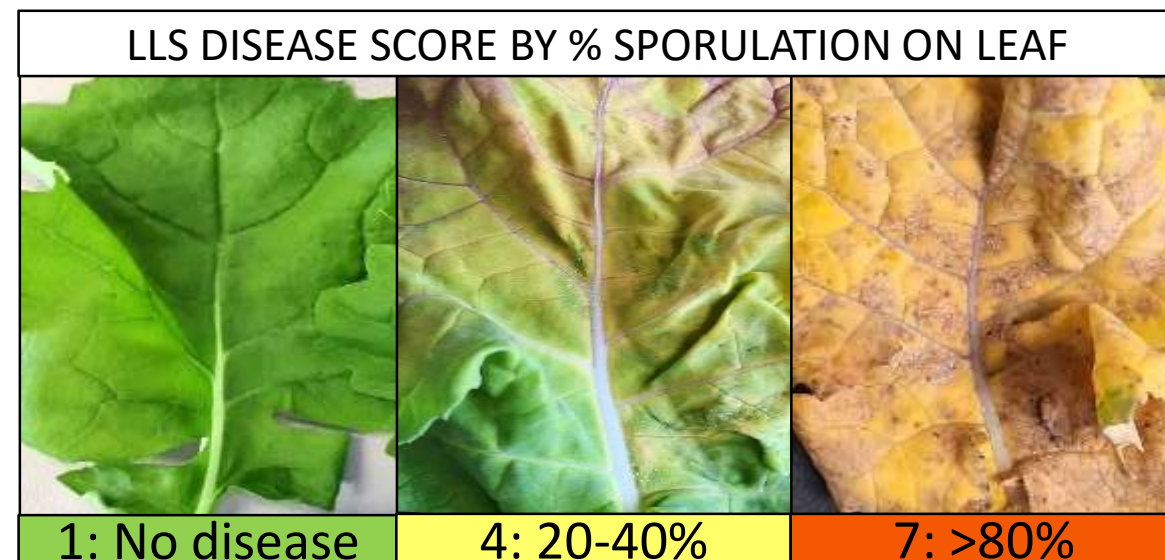 LLS DISEASE SCORE BY % SPORULATION ON LEAF
1: No disease
4: 20-40%
7: >80%